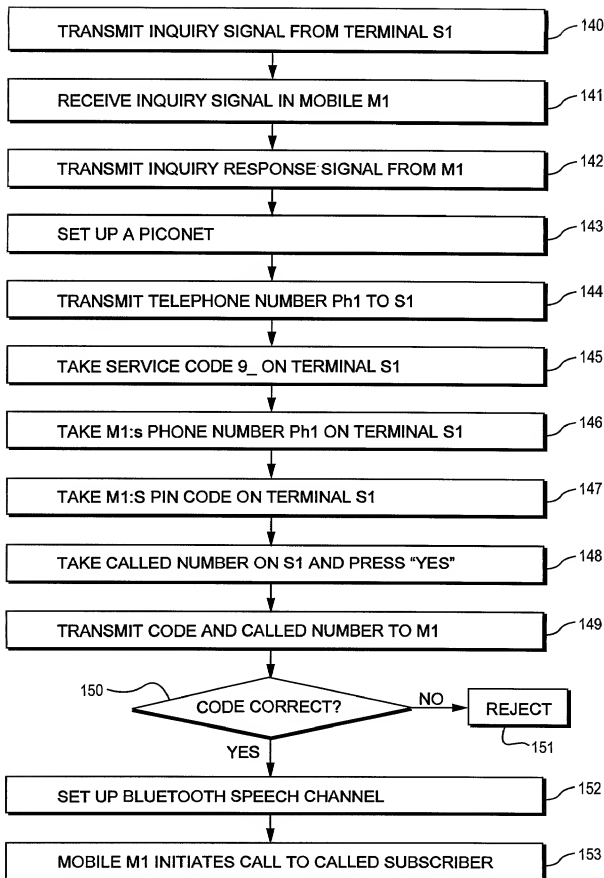 TRANSMIT INQUIRY SIGNAL FROM TERMINAL S1
140
RECEIVE INQUIRY SIGNAL IN MOBILE M1
141
TRANSMIT INQUIRY RESPONSE SIGNAL FROM M1
142
SET UP A PICONET
143
TRANSMIT TELEPHONE NUMBER Ph1 TO S1
144
TAKE SERVICE CODE 9_ ON TERMINAL S1
145
TAKE M1:s PHONE NUMBER Ph1 ON TERMINAL S1
146
TAKE M1:S PIN CODE ON TERMINAL S1
147
TAKE CALLED NUMBER ON S1 AND PRESS “YES”
148
TRANSMIT CODE AND CALLED NUMBER TO M1
149
150
CODE CORRECT?
NO
REJECT
151
YES
SET UP BLUETOOTH SPEECH CHANNEL
152
MOBILE M1 INITIATES CALL TO CALLED SUBSCRIBER
153